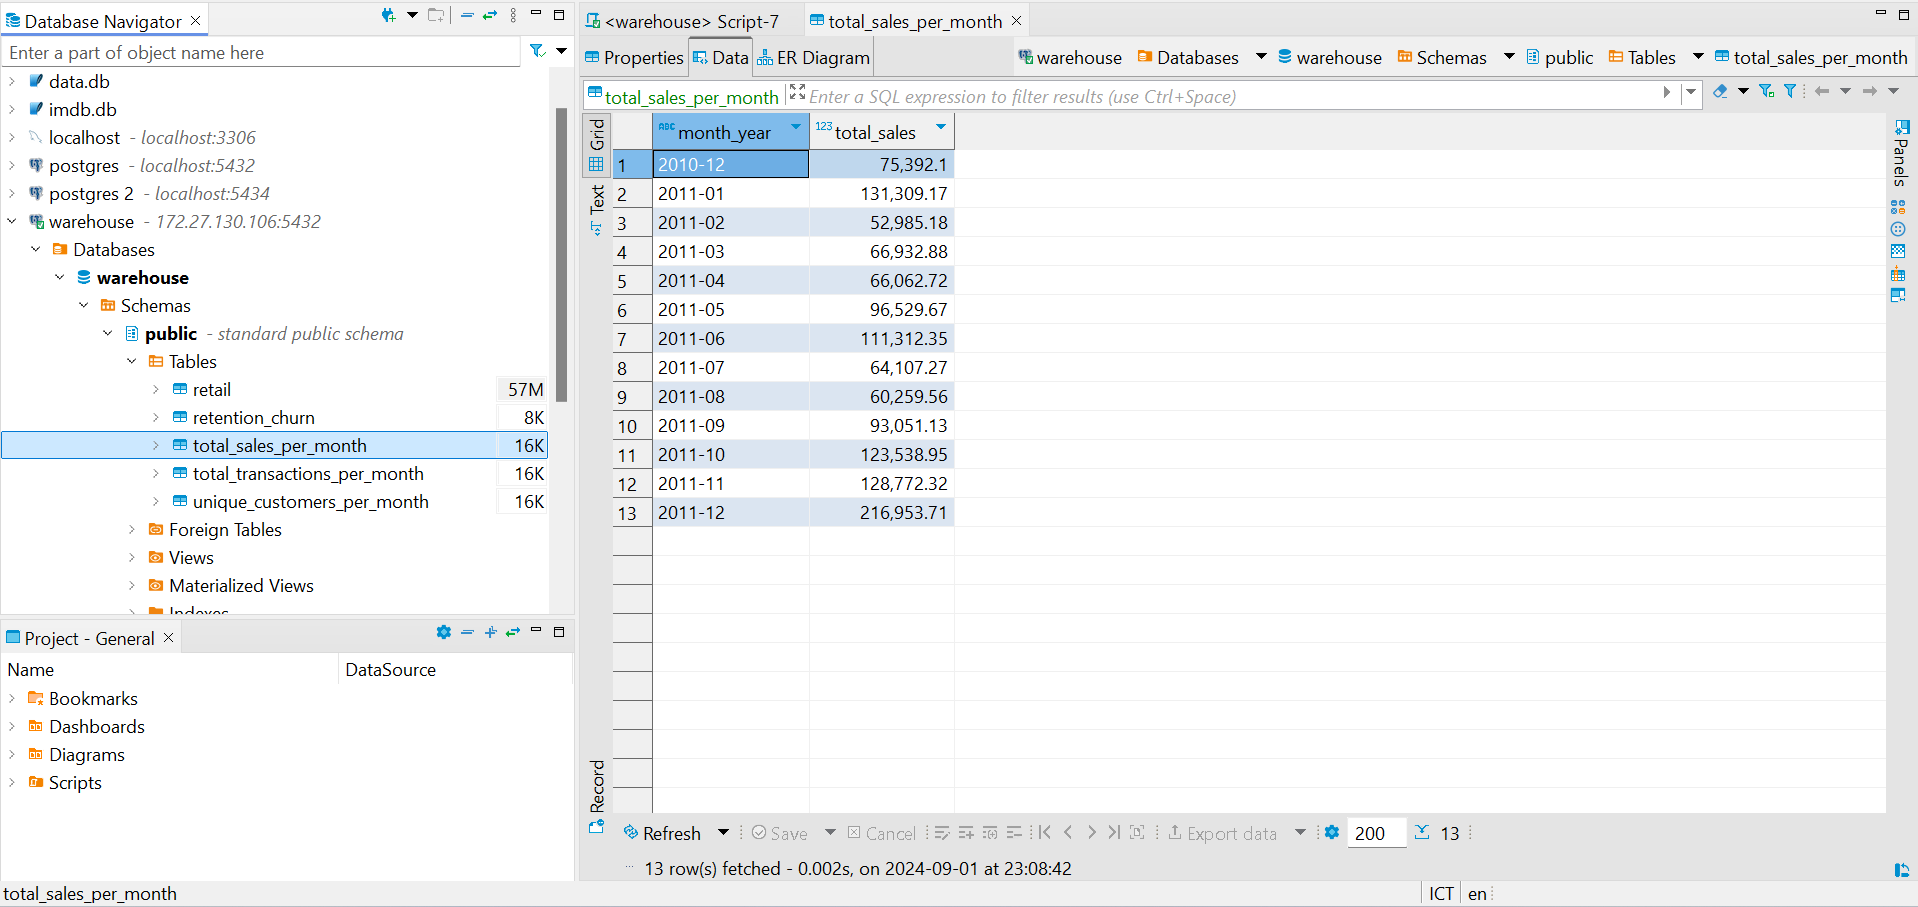 Database Navigator
Enter a part of object name here
data.db
imdb.db
localhost - localhost:3306
postgres - localhost:5432
postgres 2 - localhost:5434
warehouse - 172.27.130.106:5432
Databases
warehouse
Schemas
public - standard public schema
Tables
retail 57M
retention_churn 8K
total_sales_per_month 16K
total_transactions_per_month 16K
unique_customers_per_month 16K
Foreign Tables
Views
Materialized Views
Indexes
Project - General
Name DataSource
Bookmarks
Dashboards
Diagrams
Scripts
<warehouse> Script-7 total_sales_per_month
Properties Data ER Diagram warehouse Databases warehouse Schemas public Tables total_sales_per_month
total_sales_per_month Enter a SQL expression to filter results (use Ctrl+Space)
Grid
Text
Record
ABC month_year 123 total_sales
1 2010-12 75,392.1
2 2011-01 131,309.17
3 2011-02 52,985.18
4 2011-03 66,932.88
5 2011-04 66,062.72
6 2011-05 96,529.67
7 2011-06 111,312.35
8 2011-07 64,107.27
9 2011-08 60,259.56
10 2011-09 93,051.13
11 2011-10 123,538.95
12 2011-11 128,772.32
13 2011-12 216,953.71
Panels
Refresh Save Cancel Export data 200 13
13 row(s) fetched - 0.002s, on 2024-09-01 at 23:08:42
total_sales_per_month ICT en